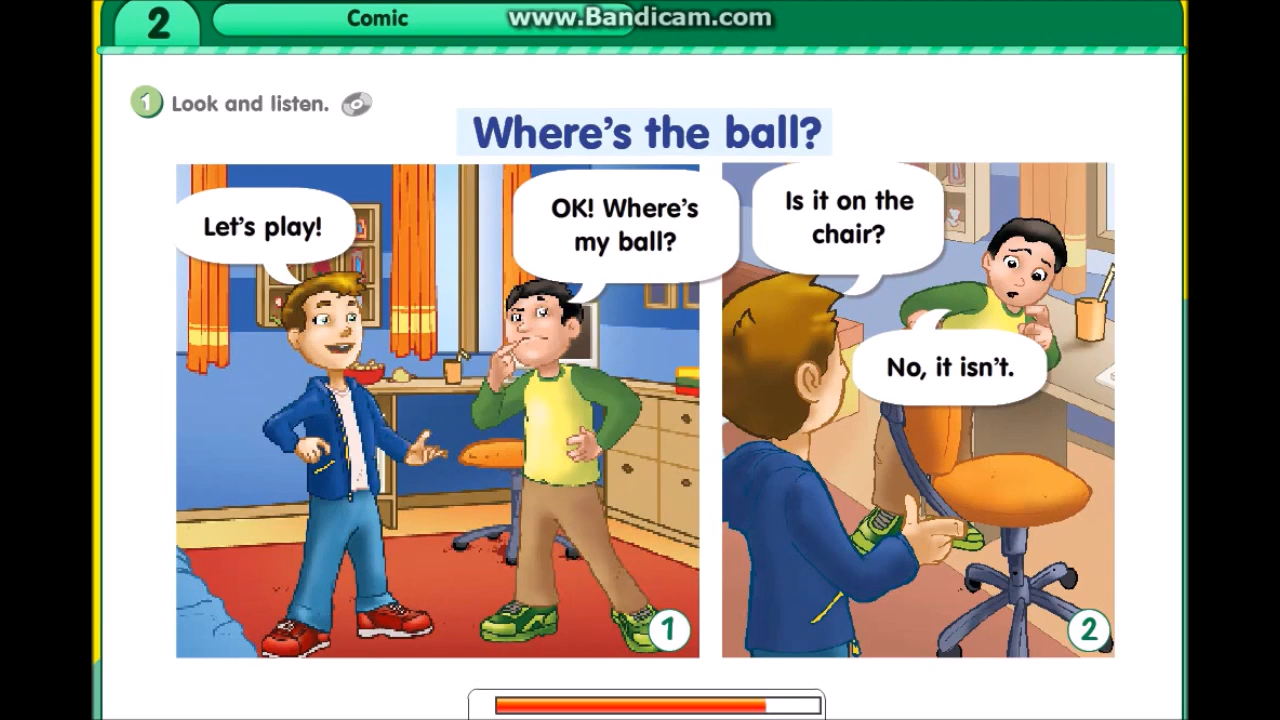 2
Comic
www.Bandicam.com
1 Look and listen.
Where's the ball?
Let's play!
OK! Where's
my ball?
1
Is it on the
chair?
No, it isn't.
2